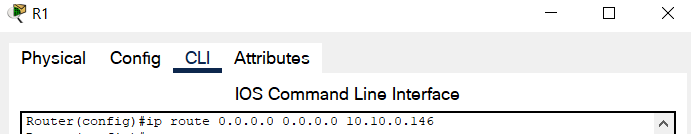 R1
Physical Config CLI Attributes
IOS Command Line Interface
Router(config)#ip route 0.0.0.0 0.0.0.0 10.10.0.146